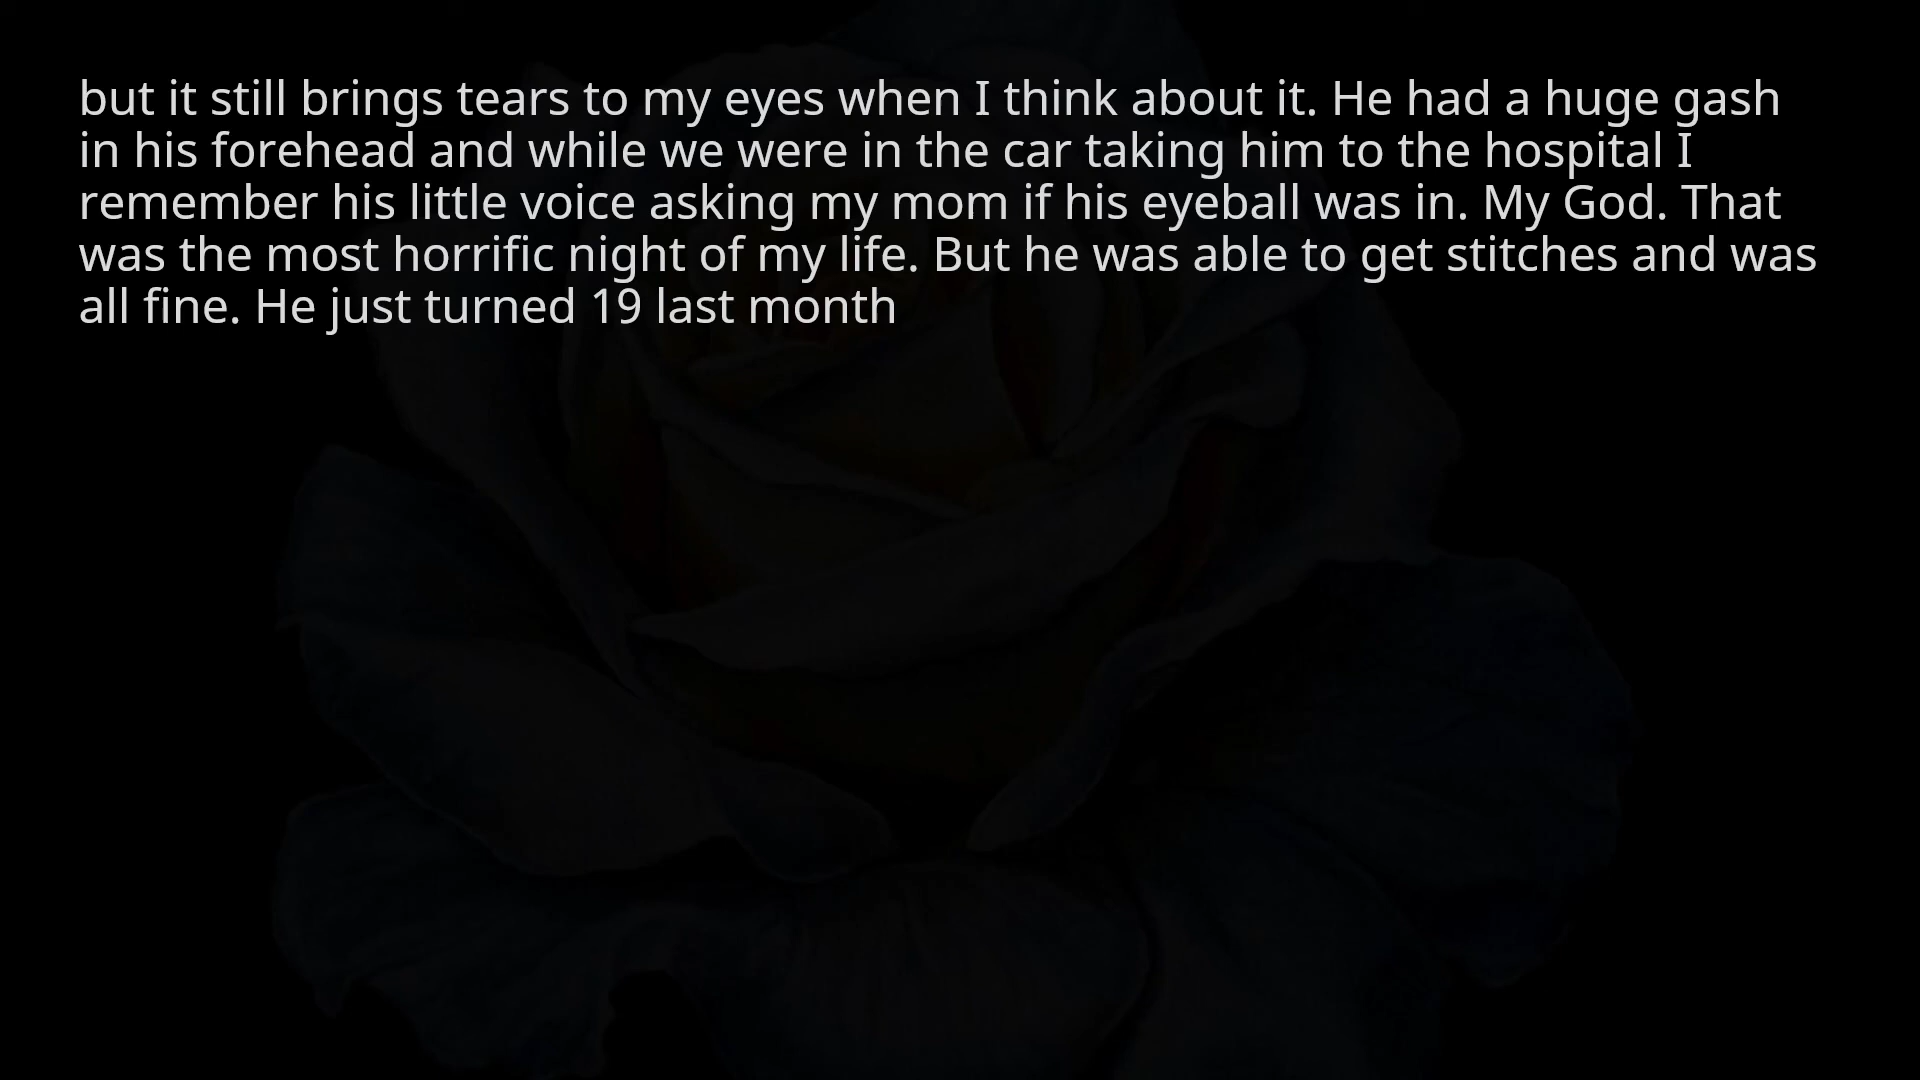 but it still brings tears to my eyes when I think about it. He had a huge gash
in his forehead and while we were in the car taking him to the hospital I
remember his little voice asking my mom if his eyeball was in. My God. That
was the most horrific night of my life. But he was able to get stitches and was
all fine. He just turned 19 last month